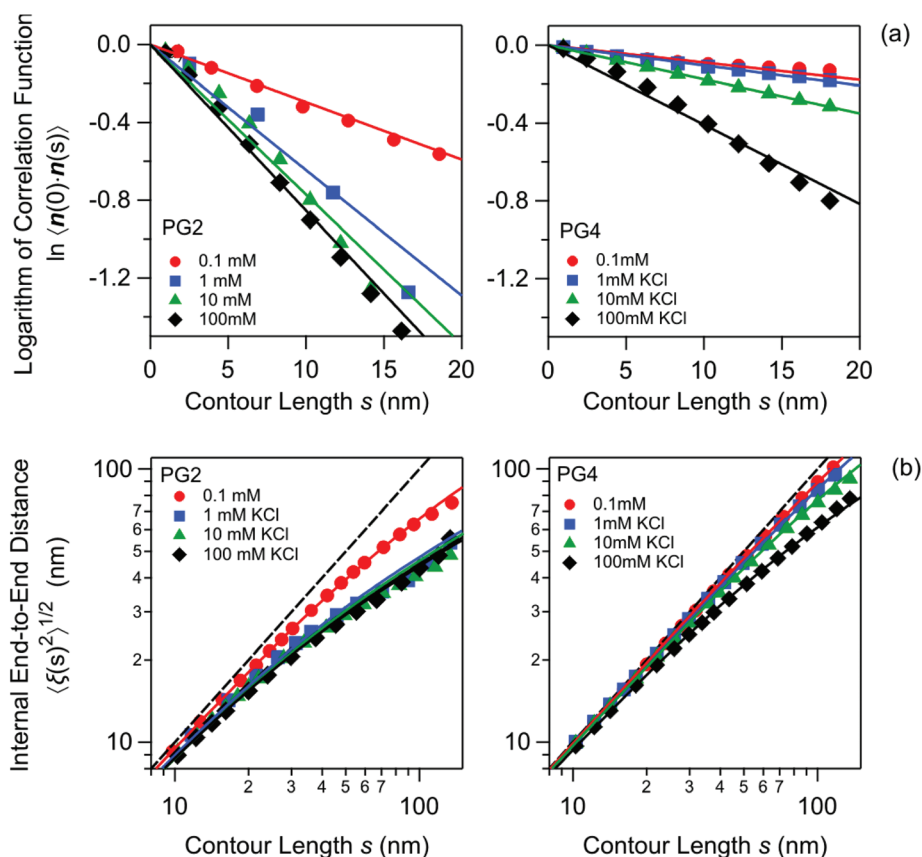 (a)
Logarithm of Correlation Function
ln ⟨n(0)·n(s)⟩
0.0
-0.4
-0.8
-1.2
PG2
0.1 mM
1 mM
10 mM
100mM
0 5 10 15 20
Contour Length s (nm)
0.0
-0.4
-0.8
-1.2
PG4
0.1mM
1mM KCl
10mM KCl
100mM KCl
0 5 10 15 20
Contour Length s (nm)
(b)
Internal End-to-End Distance
⟨ξ(s)²⟩¹/² (nm)
100
7
6
5
4
3
2
10
PG2
0.1 mM
1 mM KCl
10 mM KCl
100 mM KCl
10 2 3 4 5 6 7 100
Contour Length s (nm)
100
7
6
5
4
3
2
10
PG4
0.1mM
1mM KCl
10mM KCl
100mM KCl
10 2 3 4 5 6 7 100
Contour Length s (nm)